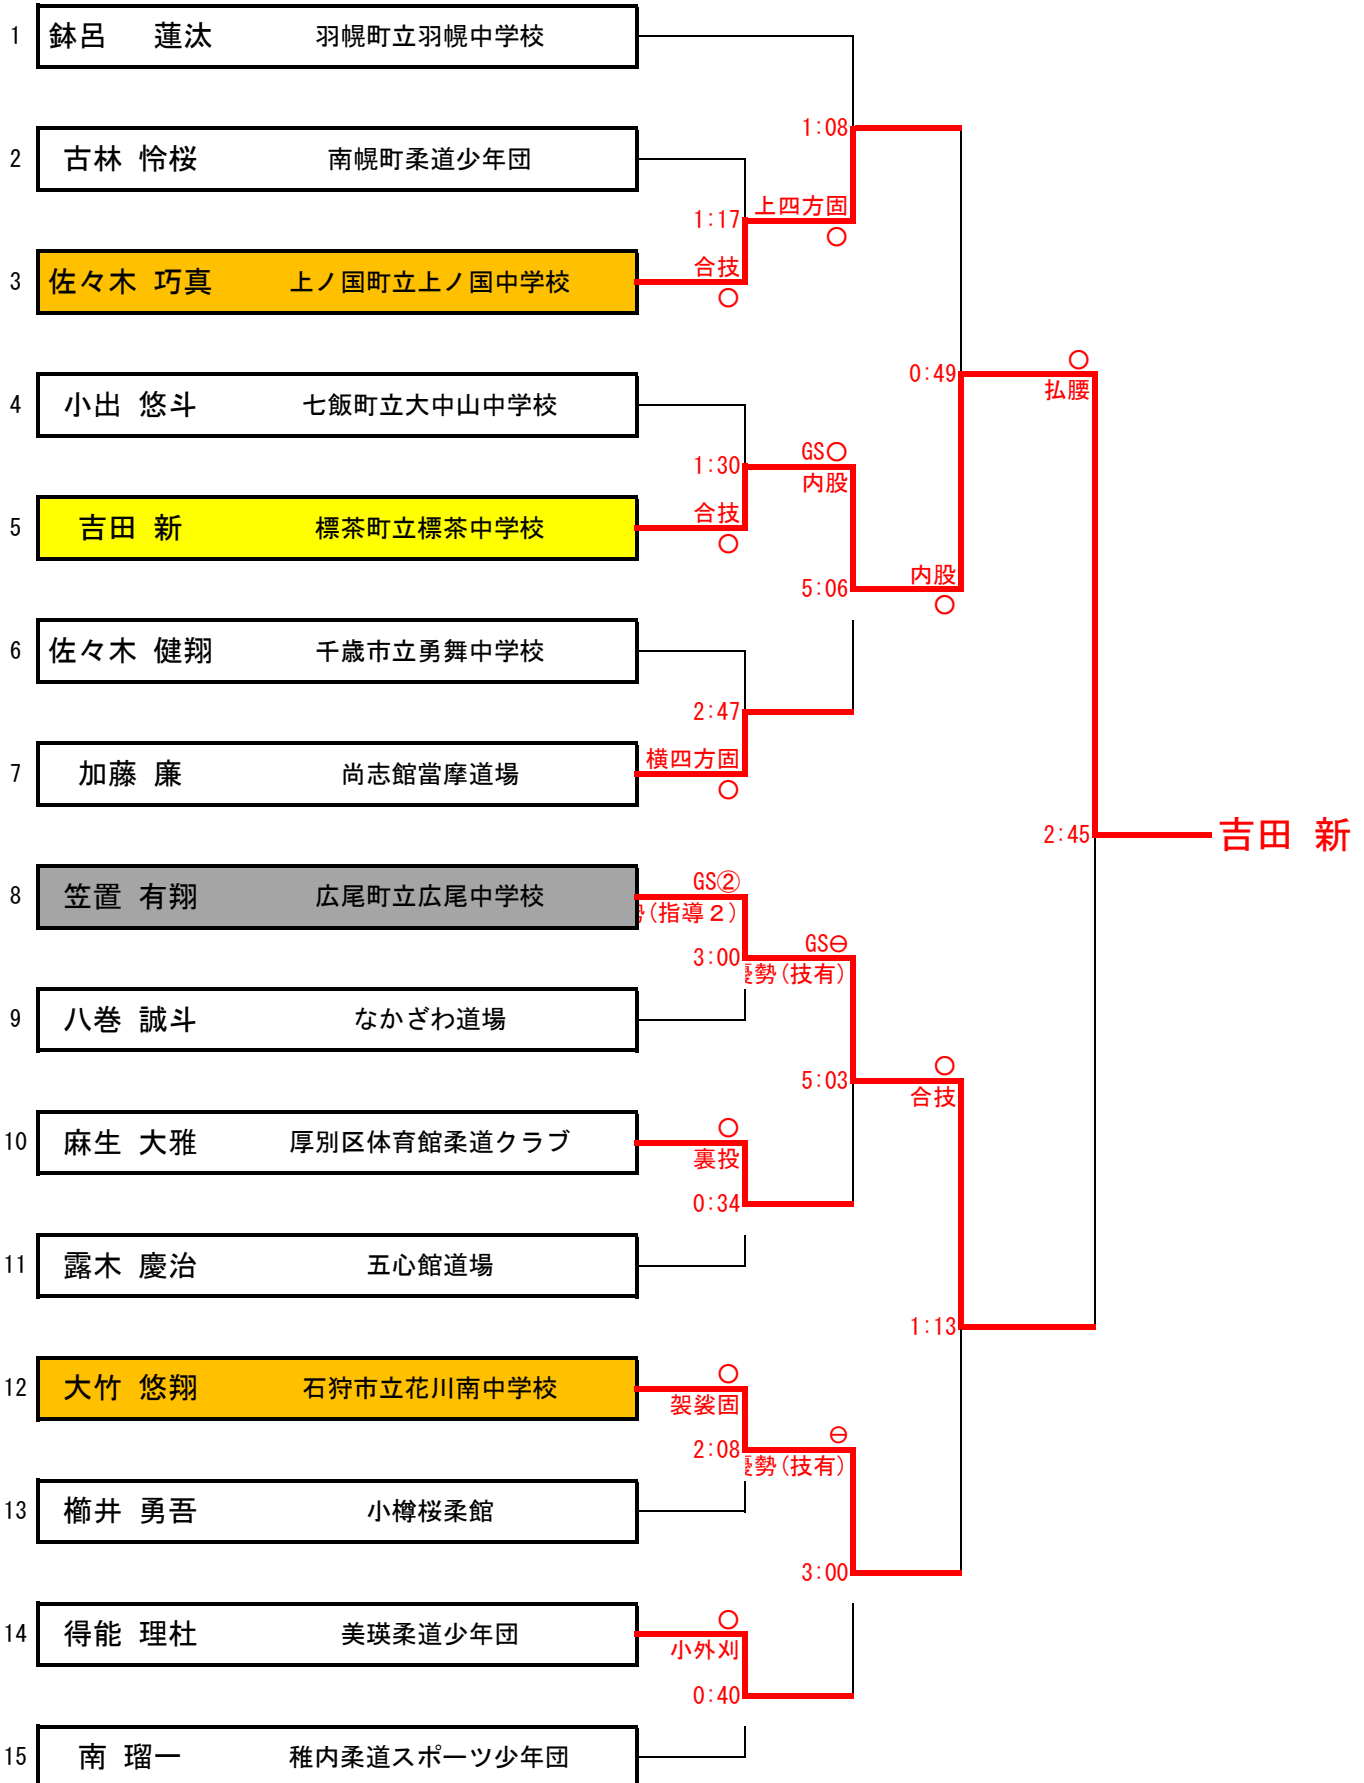 1 鉢呂 蓮汰 羽幌町立羽幌中学校
1:08
2 古林 怜桜 南幌町柔道少年団
上四方固
1:17
○
合技
3 佐々木 巧真 上ノ国町立上ノ国中学校
○
○
0:49
払腰
4 小出 悠斗 七飯町立大中山中学校
GS○
1:30
内股
合技
5 吉田 新 標茶町立標茶中学校
○
内股
5:06
○
6 佐々木 健翔 千歳市立勇舞中学校
2:47
横四方固
7 加藤 廉 尚志館當摩道場
○
2:45 吉田 新
GS②
8 笠置 有翔 広尾町立広尾中学校
(指導2)
GS⊖
3:00
優勢(技有)
9 八巻 誠斗 なかざわ道場
○
5:03
合技
○
10 麻生 大雅 厚別区体育館柔道クラブ
裏投
0:34
11 露木 慶治 五心館道場
1:13
○
12 大竹 悠翔 石狩市立花川南中学校
袈裟固
⊖
2:08
優勢(技有)
13 櫛井 勇吾 小樽桜柔館
3:00
○
14 得能 理杜 美瑛柔道少年団
小外刈
0:40
15 南 瑠一 稚内柔道スポーツ少年団